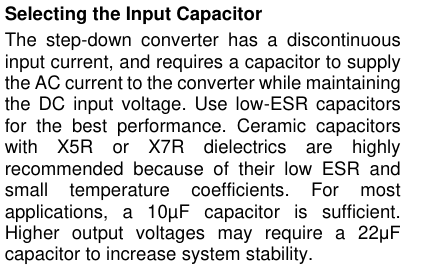 Selecting the Input Capacitor
The step-down converter has a discontinuous
input current, and requires a capacitor to supply
the AC current to the converter while maintaining
the DC input voltage. Use low-ESR capacitors
for the best performance. Ceramic capacitors
with X5R or X7R dielectrics are highly
recommended because of their low ESR and
small temperature coefficients. For most
applications, a 10µF capacitor is sufficient.
Higher output voltages may require a 22µF
capacitor to increase system stability.